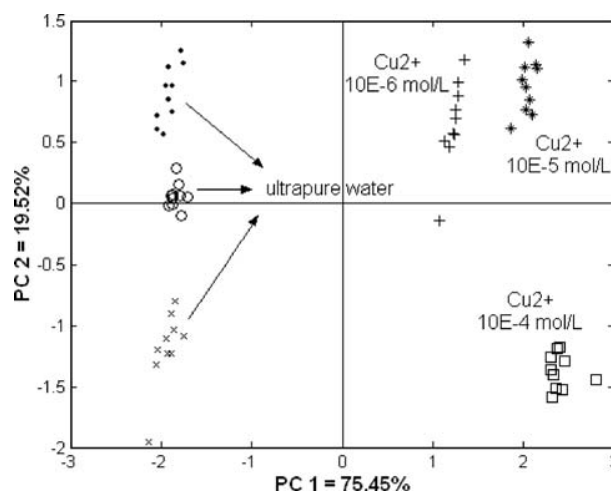 1.5
1
0.5
0
-0.5
-1
-1.5
-2
PC 2 = 19.52%
Cu2+
10E-6 mol/L
Cu2+
10E-5 mol/L
ultrapure water
Cu2+
10E-4 mol/L
-3
-2
-1
0
1
2
3
PC 1 = 75.45%